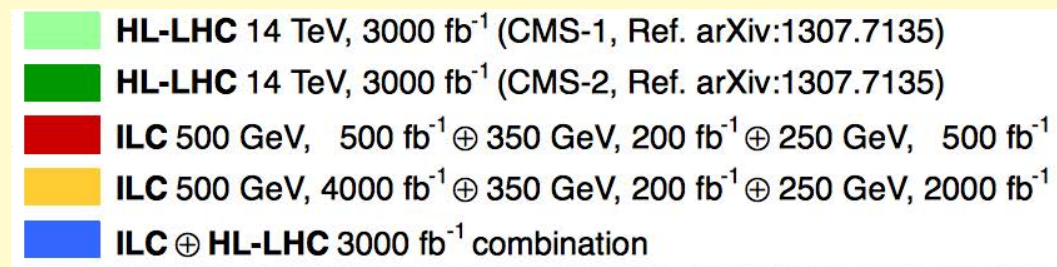 HL-LHC 14 TeV, 3000 fb⁻¹ (CMS-1, Ref. arXiv:1307.7135)
HL-LHC 14 TeV, 3000 fb⁻¹ (CMS-2, Ref. arXiv:1307.7135)
ILC 500 GeV, 500 fb⁻¹ ⊕ 350 GeV, 200 fb⁻¹ ⊕ 250 GeV, 500 fb⁻¹
ILC 500 GeV, 4000 fb⁻¹ ⊕ 350 GeV, 200 fb⁻¹ ⊕ 250 GeV, 2000 fb⁻¹
ILC ⊕ HL-LHC 3000 fb⁻¹ combination